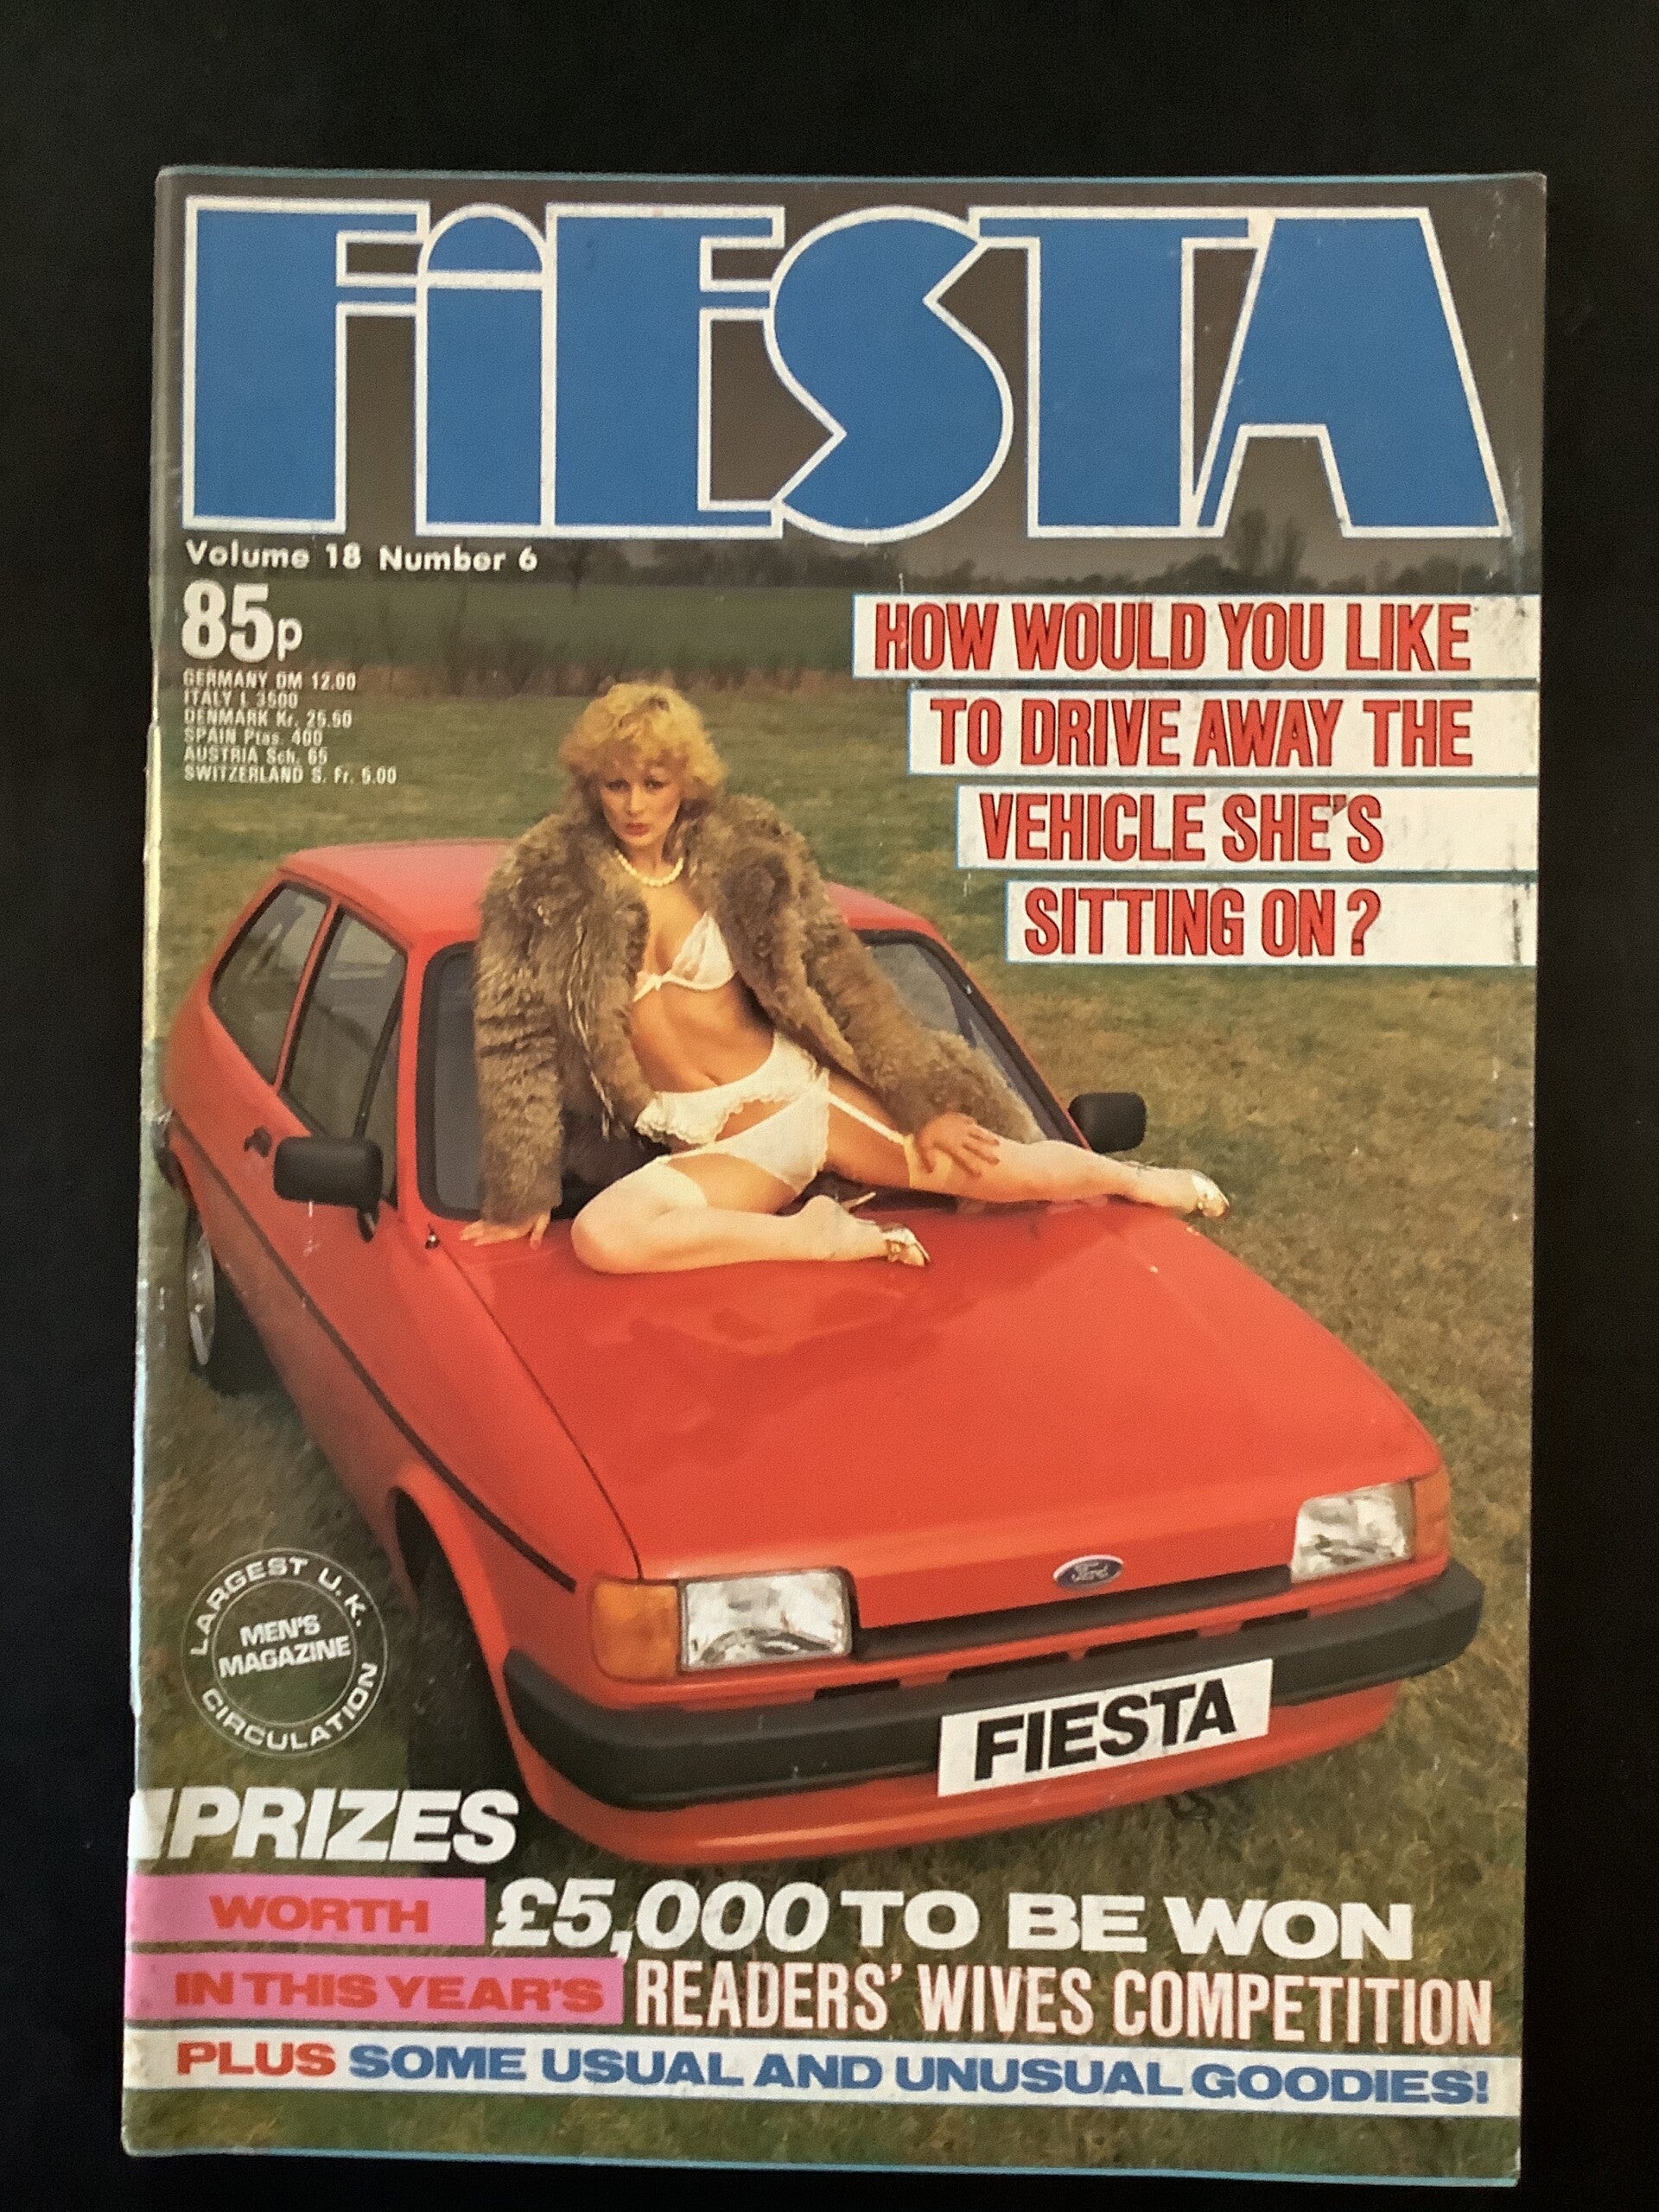 FiESTA
Volume 18 Number 6
85p
GERMANY DM 12.00
ITALY L 3500
DENMARK Kr. 25.50
SPAIN Ptas. 400
AUSTRIA Sch. 65
SWITZERLAND S. Fr. 5.00
HOW WOULD YOU LIKE
TO DRIVE AWAY THE
VEHICLE SHE'S
SITTING ON?
Ford
FIESTA
LARGEST U.K.
MEN'S
MAGAZINE
CIRCULATION
PRIZES
WORTH £5,000 TO BE WON
IN THIS YEAR'S READERS' WIVES COMPETITION
PLUS SOME USUAL AND UNUSUAL GOODIES!